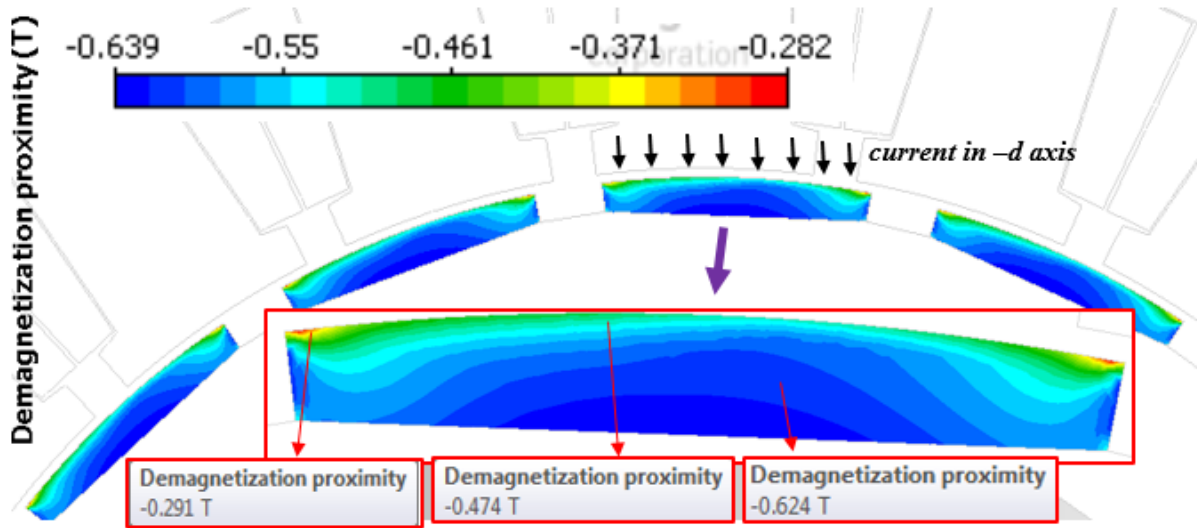 Demagnetization proximity (T)
-0.639 -0.55 -0.461 -0.371 -0.282
corporation
current in –d axis
Demagnetization proximity
-0.291 T
Demagnetization proximity
-0.474 T
Demagnetization proximity
-0.624 T